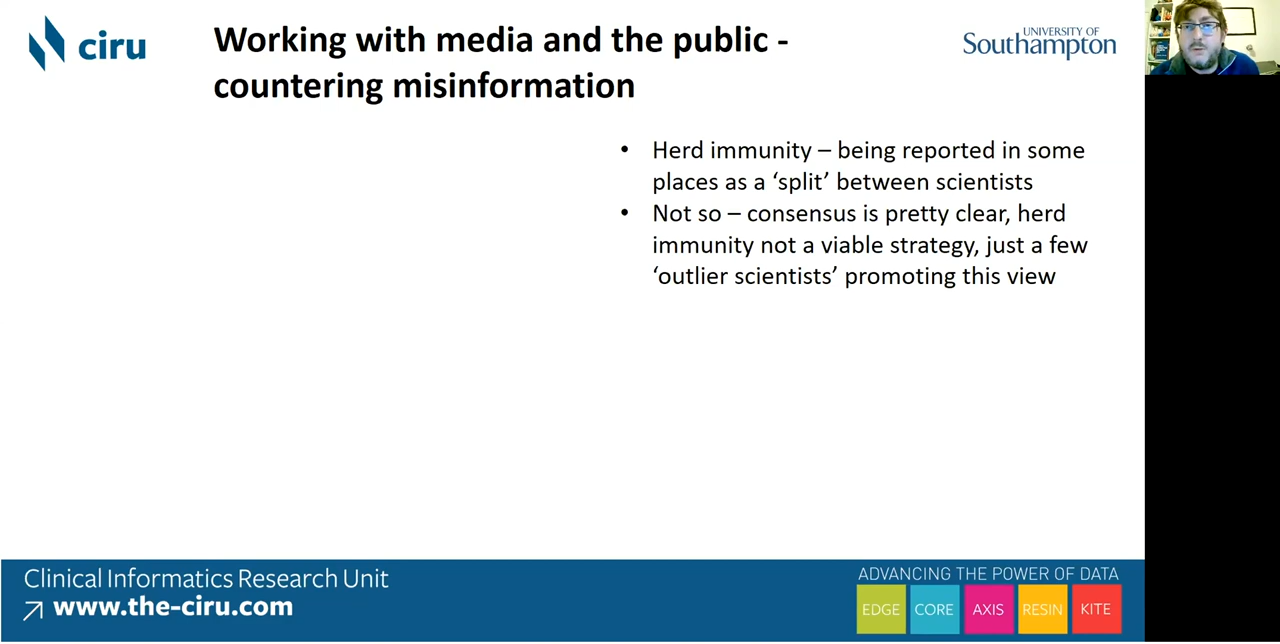 ciru
Working with media and the public -
countering misinformation
UNIVERSITY OF
Southampton
• Herd immunity – being reported in some
places as a ‘split’ between scientists
• Not so – consensus is pretty clear, herd
immunity not a viable strategy, just a few
‘outlier scientists’ promoting this view
Clinical Informatics Research Unit
www.the-ciru.com
ADVANCING THE POWER OF DATA
EDGE CORE AXIS RESIN KITE